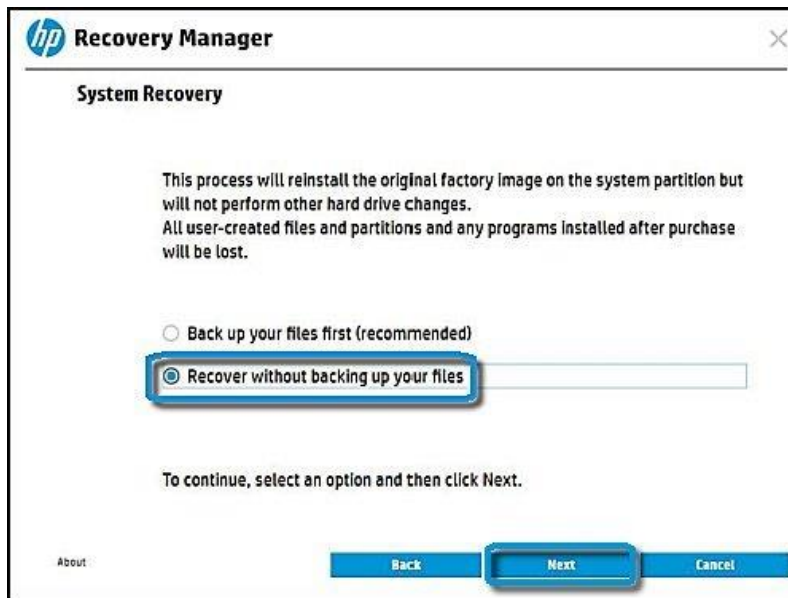 hp Recovery Manager
System Recovery
This process will reinstall the original factory image on the system partition but
will not perform other hard drive changes.
All user-created files and partitions and any programs installed after purchase
will be lost.
Back up your files first (recommended)
Recover without backing up your files
To continue, select an option and then click Next.
About
Back
Next
Cancel